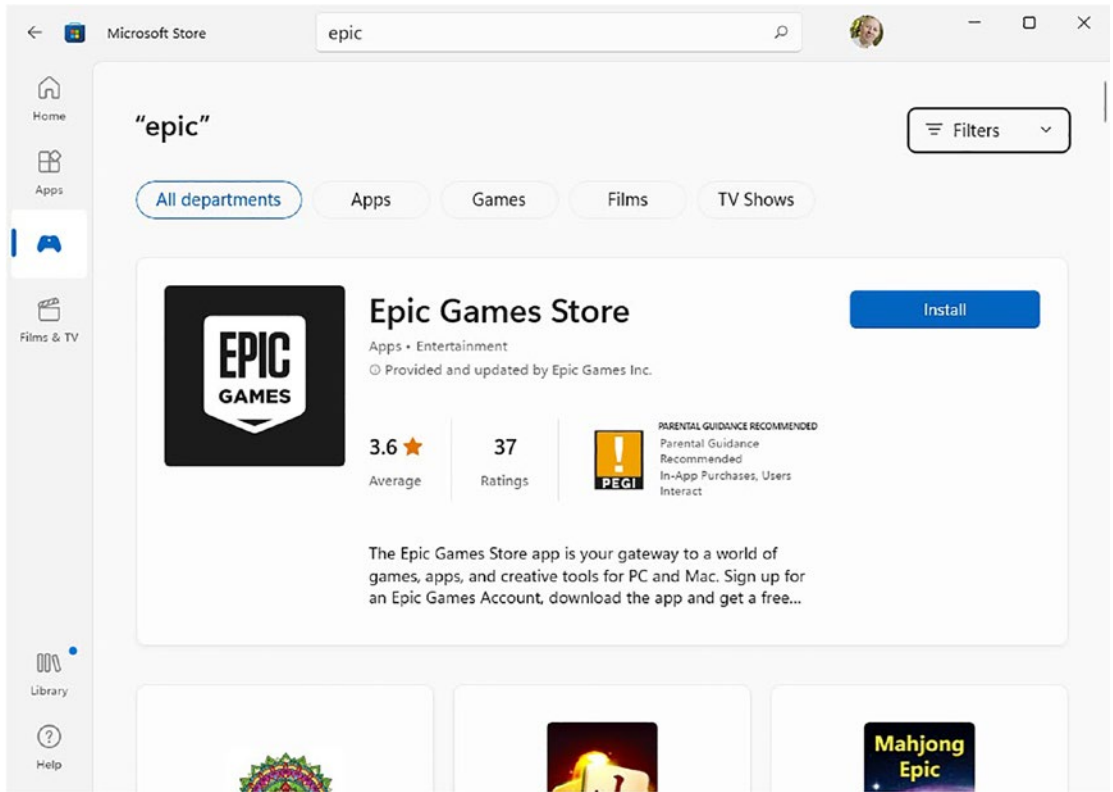 Microsoft Store
epic
Home
Apps
Films & TV
Library
Help
“epic”
Filters
All departments
Apps
Games
Films
TV Shows
EPIC
GAMES
Epic Games Store
Install
Apps • Entertainment
Provided and updated by Epic Games Inc.
3.6
Average
37
Ratings
!
PEGI
PARENTAL GUIDANCE RECOMMENDED
Parental Guidance
Recommended
In-App Purchases, Users
Interact
The Epic Games Store app is your gateway to a world of
games, apps, and creative tools for PC and Mac. Sign up for
an Epic Games Account, download the app and get a free...
Mahjong
Epic